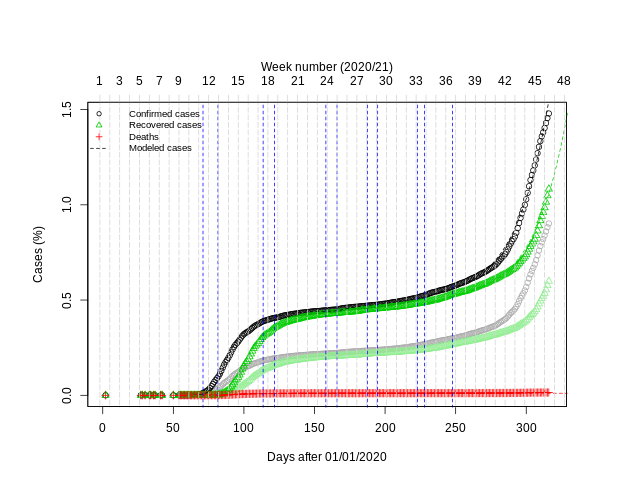 Week number (2020/21)
1 3 5 7 9 12 15 18 21 24 27 30 33 36 39 42 45 48
Confirmed cases
Recovered cases
Deaths
Modeled cases
Cases (%)
1.5
1.0
0.5
0.0
0 50 100 150 200 250 300
Days after 01/01/2020